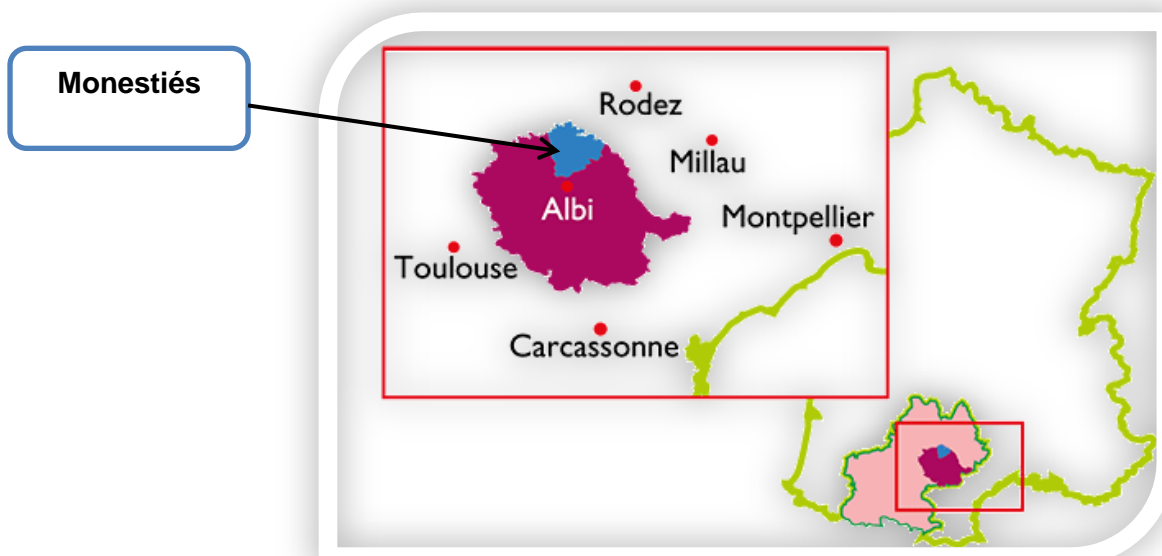 Monestiés
Rodez
Millau
Albi
Montpellier
Toulouse
Carcassonne